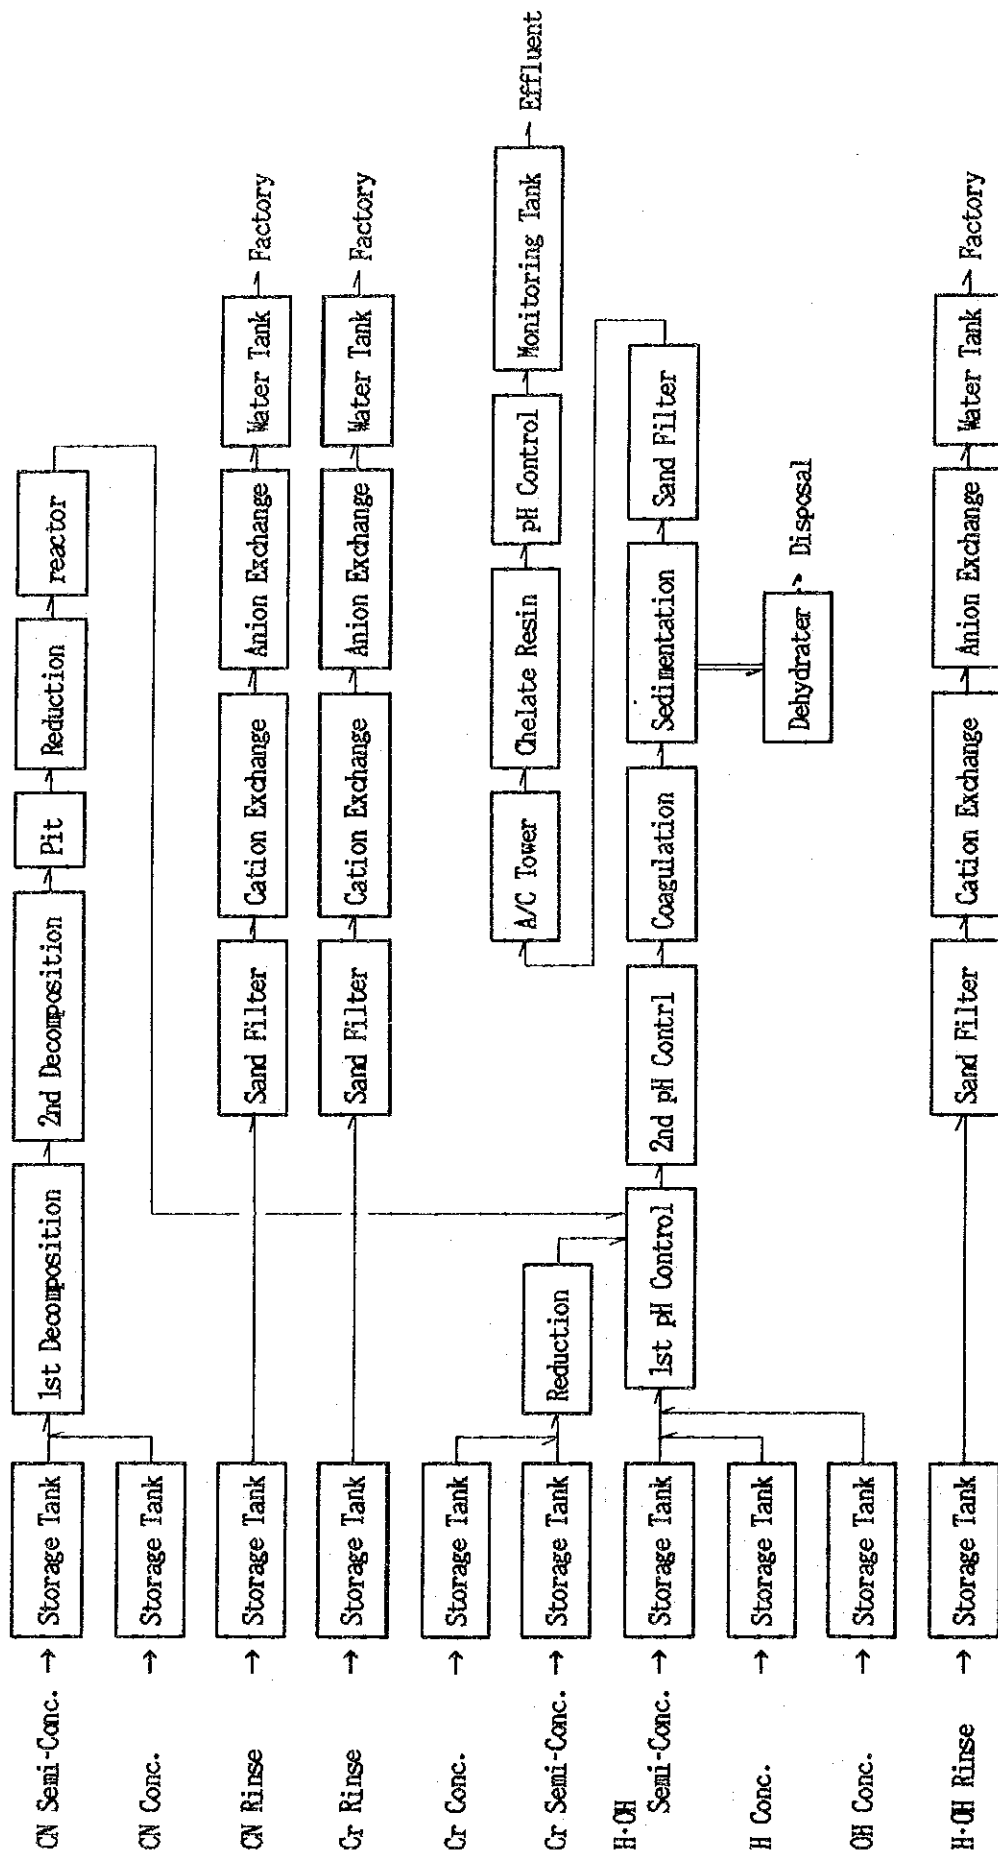 CN Semi-Conc. → Storage Tank 1st Decomposition 2nd Decomposition Pit Reduction reactor
CN Conc. → Storage Tank
CN Rinse → Storage Tank Sand Filter Cation Exchange Anion Exchange Water Tank Factory
Cr Rinse → Storage Tank Sand Filter Cation Exchange Anion Exchange Water Tank Factory
Cr Conc. → Storage Tank
A/C Tower Chelate Resin pH Control Monitoring Tank Effluent
Cr Semi-Conc. → Storage Tank Reduction
H·OH
Semi-Conc. → Storage Tank 1st pH Control 2nd pH Contrl Coagulation Sedimentation Sand Filter
H Conc. → Storage Tank
Dehydrater Disposal
OH Conc. → Storage Tank
H·OH Rinse → Storage Tank Sand Filter Cation Exchange Anion Exchange Water Tank Factory